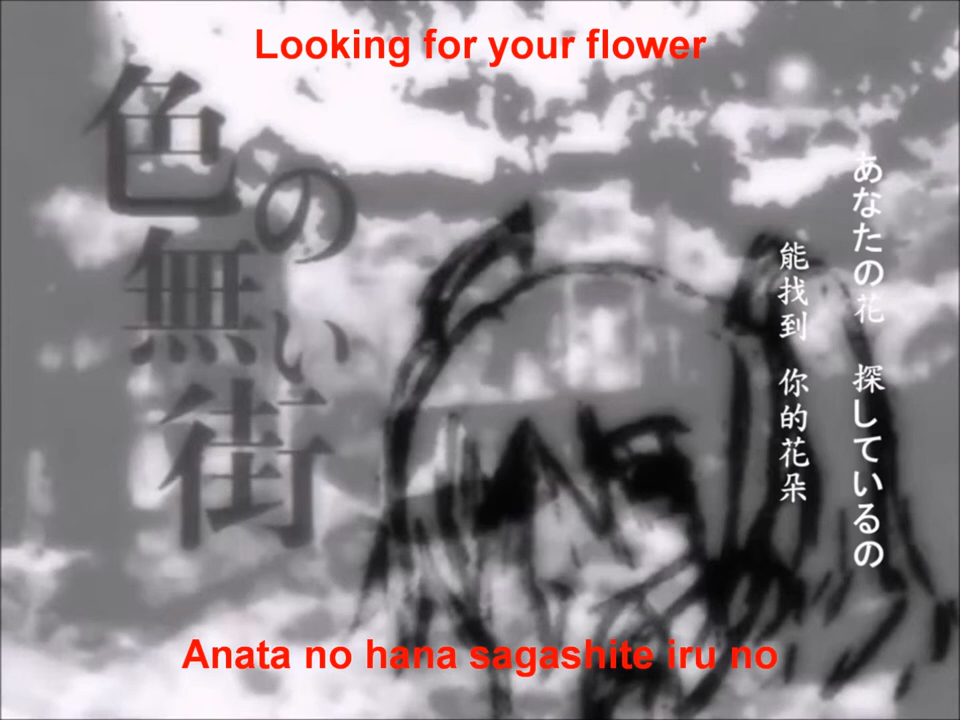 Looking for your flower
色の
無い
街
あなたの花 探しているの
能找到 你的花朵
Anata no hana sagashite iru no